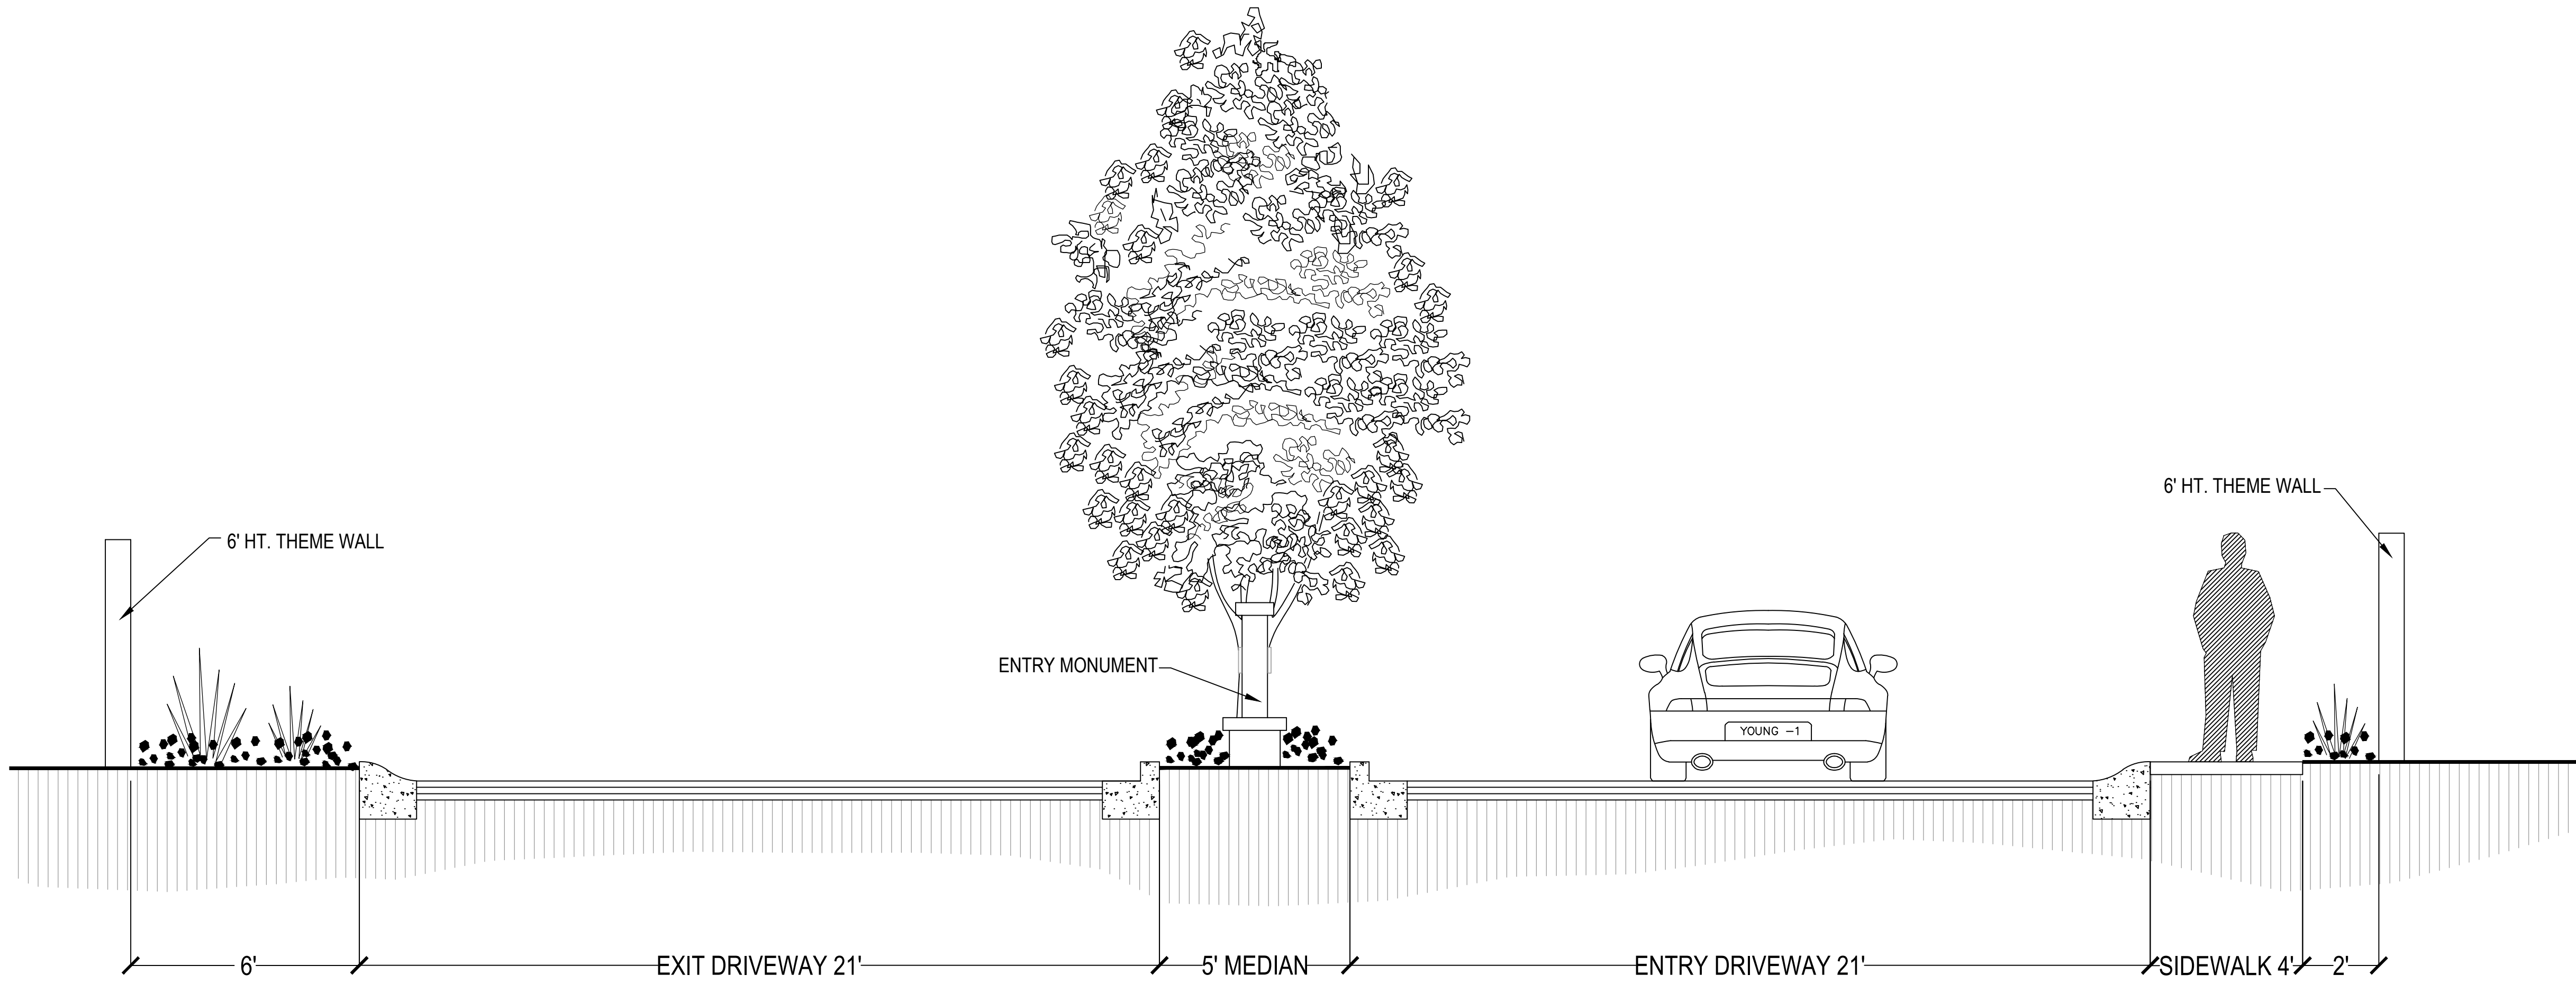 6' HT. THEME WALL
6' HT. THEME WALL
ENTRY MONUMENT
YOUNG -1
6'
EXIT DRIVEWAY 21'
5' MEDIAN
ENTRY DRIVEWAY 21'
SIDEWALK 4'
2'